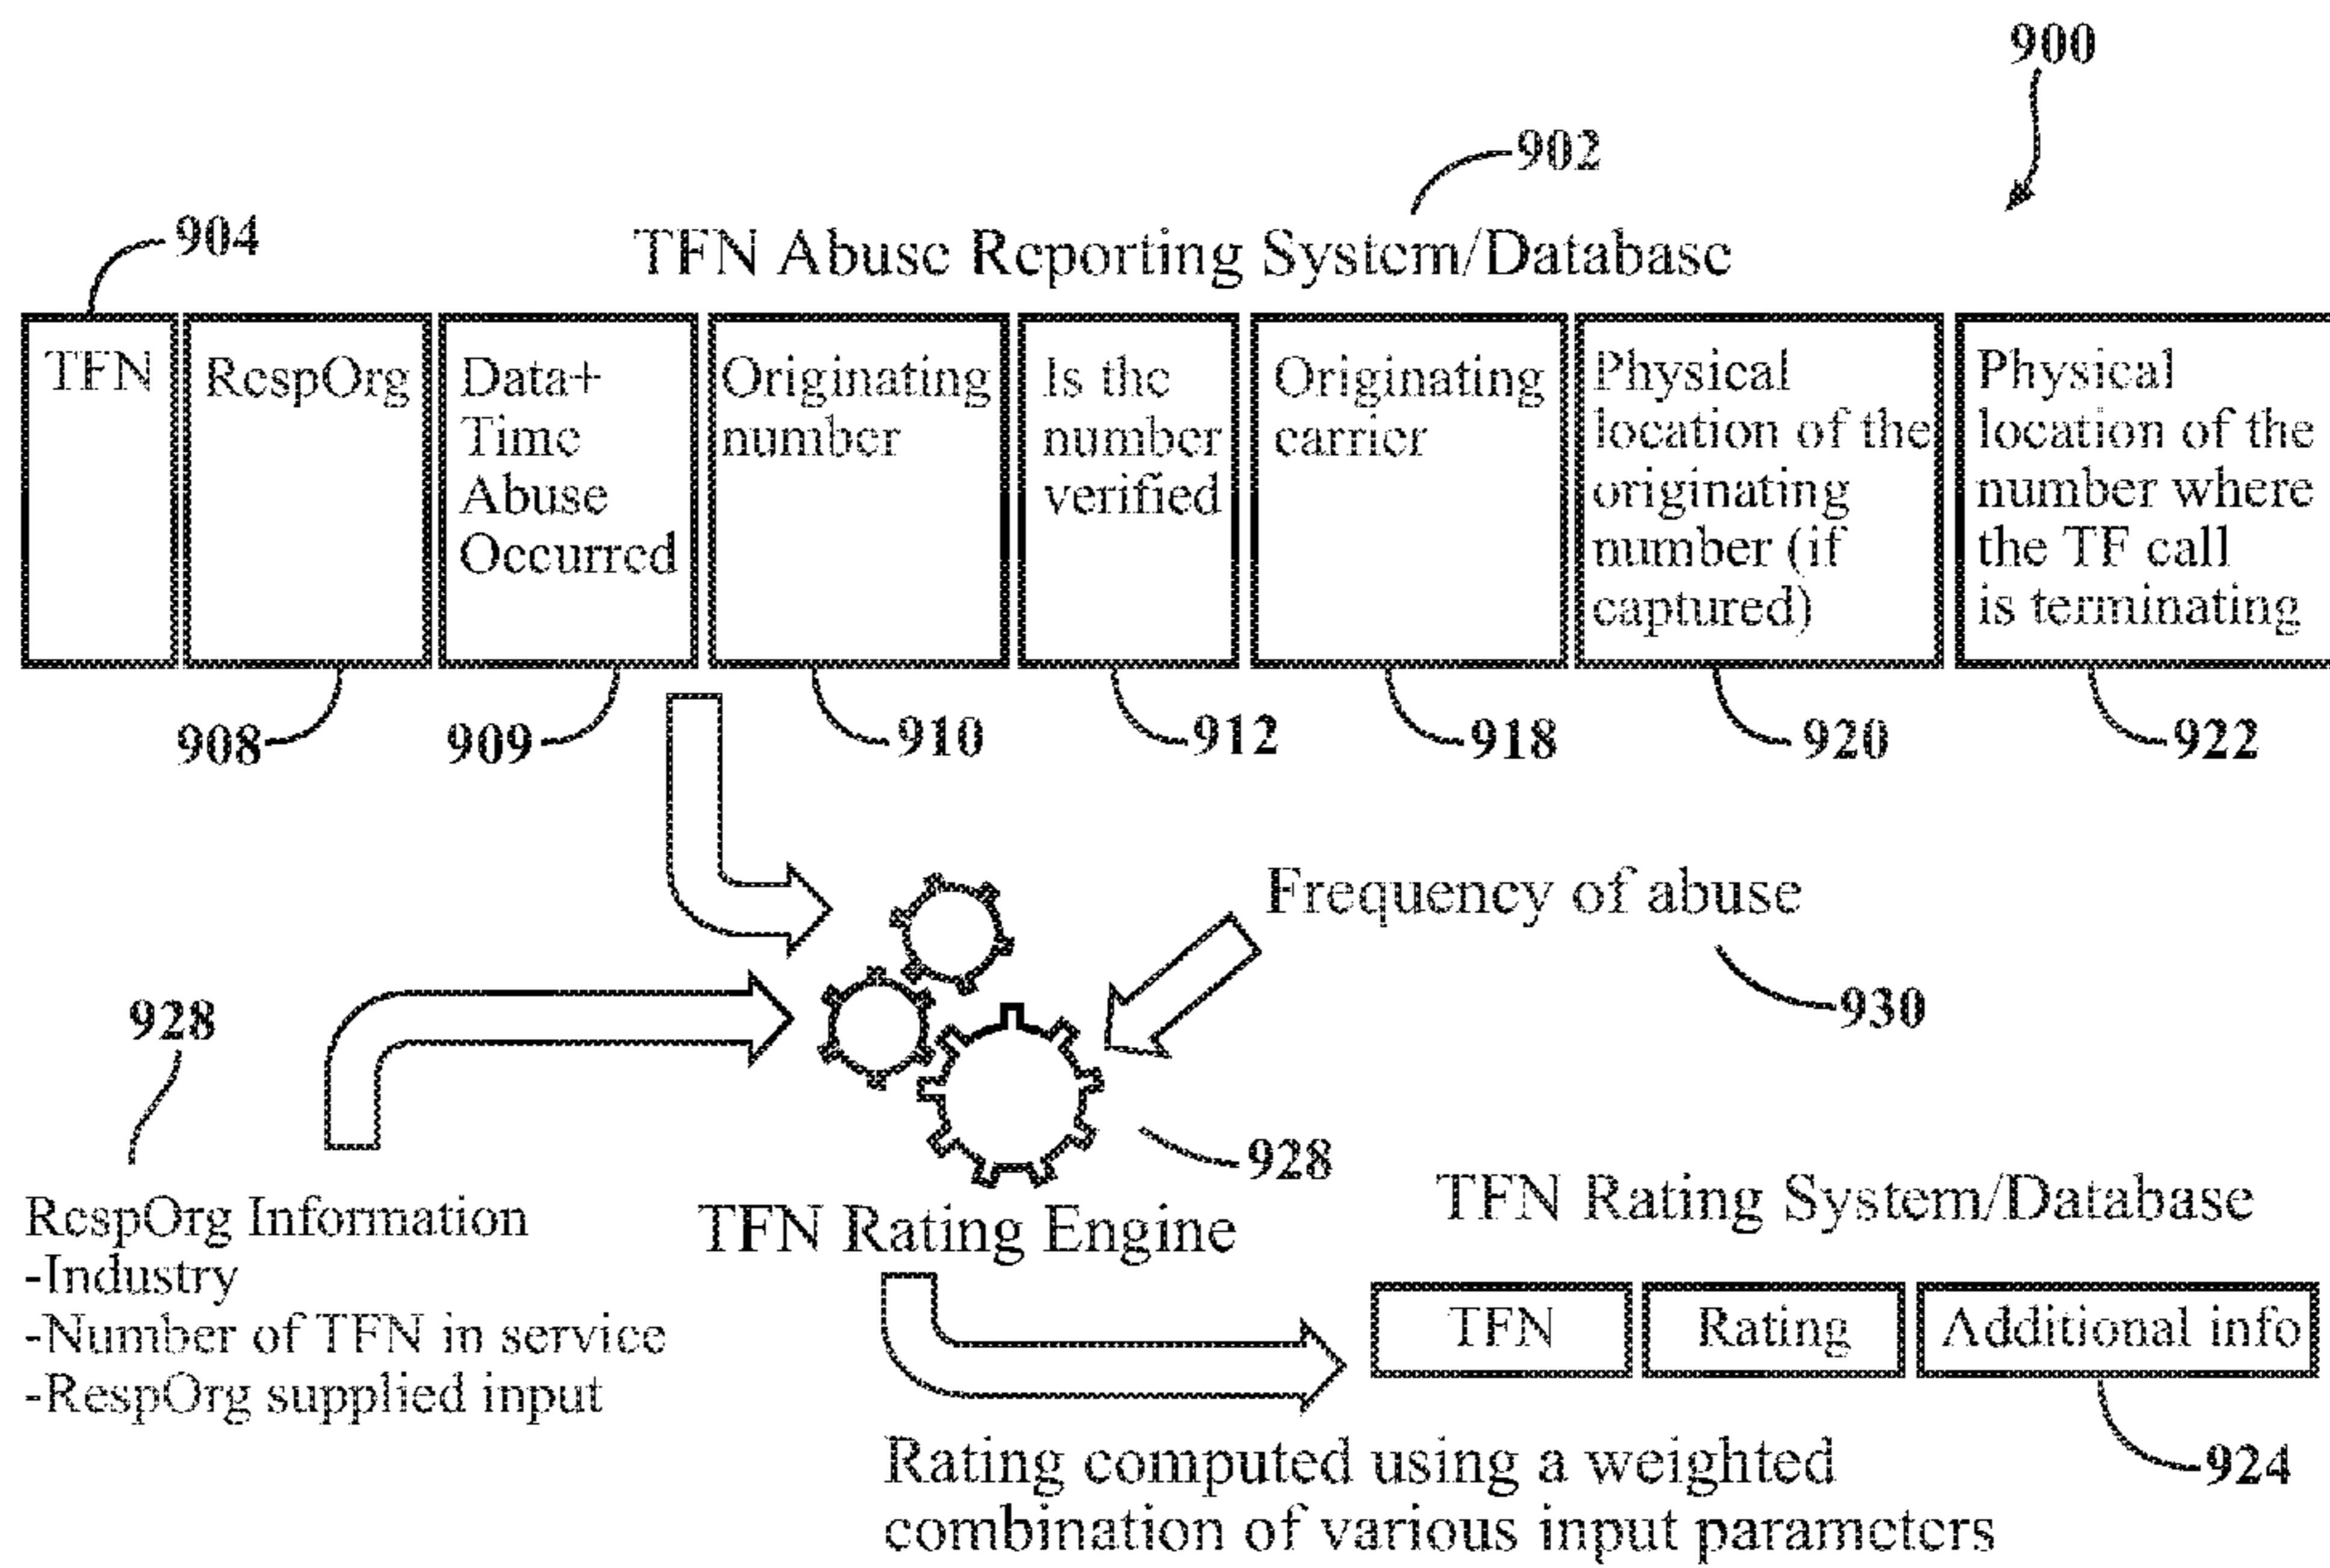 900
902
904
TFN Abuse Reporting System/Database
TFN
RespOrg
Data+
Time
Abuse
Occurred
Originating
number
Is the
number
verified
Originating
carrier
Physical
location of the
originating
number (if
captured)
Physical
location of the
number where
the TF call
is terminating
908
909
910
912
918
920
922
Frequency of abuse
930
928
928
RespOrg Information
-Industry
-Number of TFN in service
-RespOrg supplied input
TFN Rating Engine
TFN Rating System/Database
TFN
Rating
Additional info
924
Rating computed using a weighted
combination of various input parameters